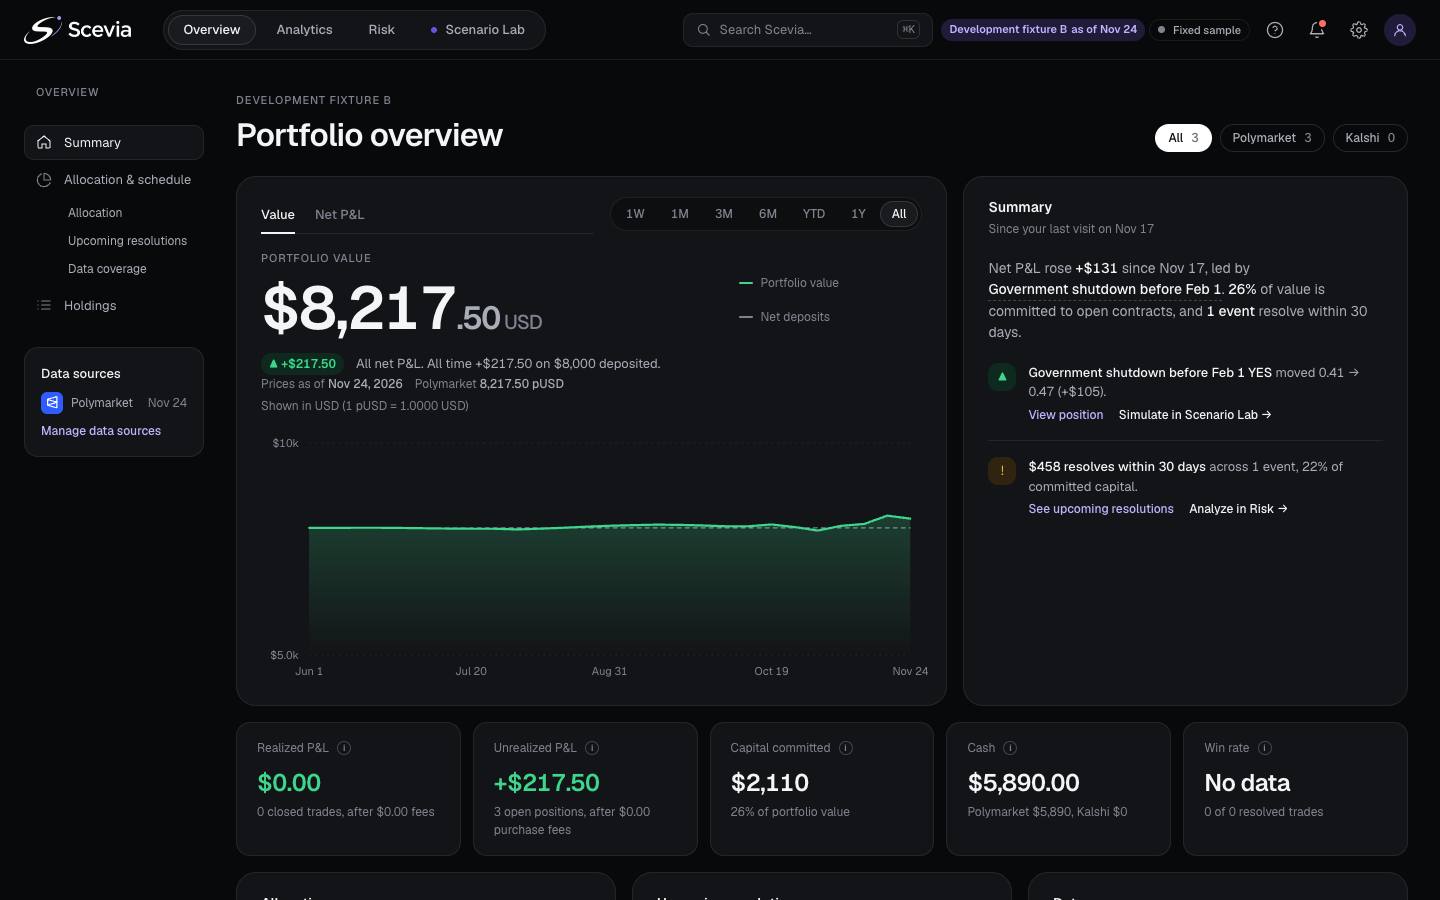 Scevia
Overview
Analytics
Risk
Scenario Lab
Search Scevia…
⌘K
Development fixture B as of Nov 24
Fixed sample
OVERVIEW
Summary
Allocation & schedule
Allocation
Upcoming resolutions
Data coverage
Holdings
Data sources
Polymarket Nov 24
Manage data sources
DEVELOPMENT FIXTURE B
Portfolio overview
All 3
Polymarket 3
Kalshi 0
Value
Net P&L
1W 1M 3M 6M YTD 1Y All
PORTFOLIO VALUE
$8,217.50 USD
Portfolio value
Net deposits
▲ +$217.50 All net P&L. All time +$217.50 on $8,000 deposited.
Prices as of Nov 24, 2026 Polymarket 8,217.50 pUSD
Shown in USD (1 pUSD = 1.0000 USD)
$10k
$5.0k
Jun 1 Jul 20 Aug 31 Oct 19 Nov 24
Summary
Since your last visit on Nov 17
Net P&L rose +$131 since Nov 17, led by
Government shutdown before Feb 1. 26% of value is
committed to open contracts, and 1 event resolve within 30
days.
▲
Government shutdown before Feb 1 YES moved 0.41 →
0.47 (+$105).
View position Simulate in Scenario Lab →
!
$458 resolves within 30 days across 1 event, 22% of
committed capital.
See upcoming resolutions Analyze in Risk →
Realized P&L i
$0.00
0 closed trades, after $0.00 fees
Unrealized P&L i
+$217.50
3 open positions, after $0.00
purchase fees
Capital committed i
$2,110
26% of portfolio value
Cash i
$5,890.00
Polymarket $5,890, Kalshi $0
Win rate i
No data
0 of 0 resolved trades